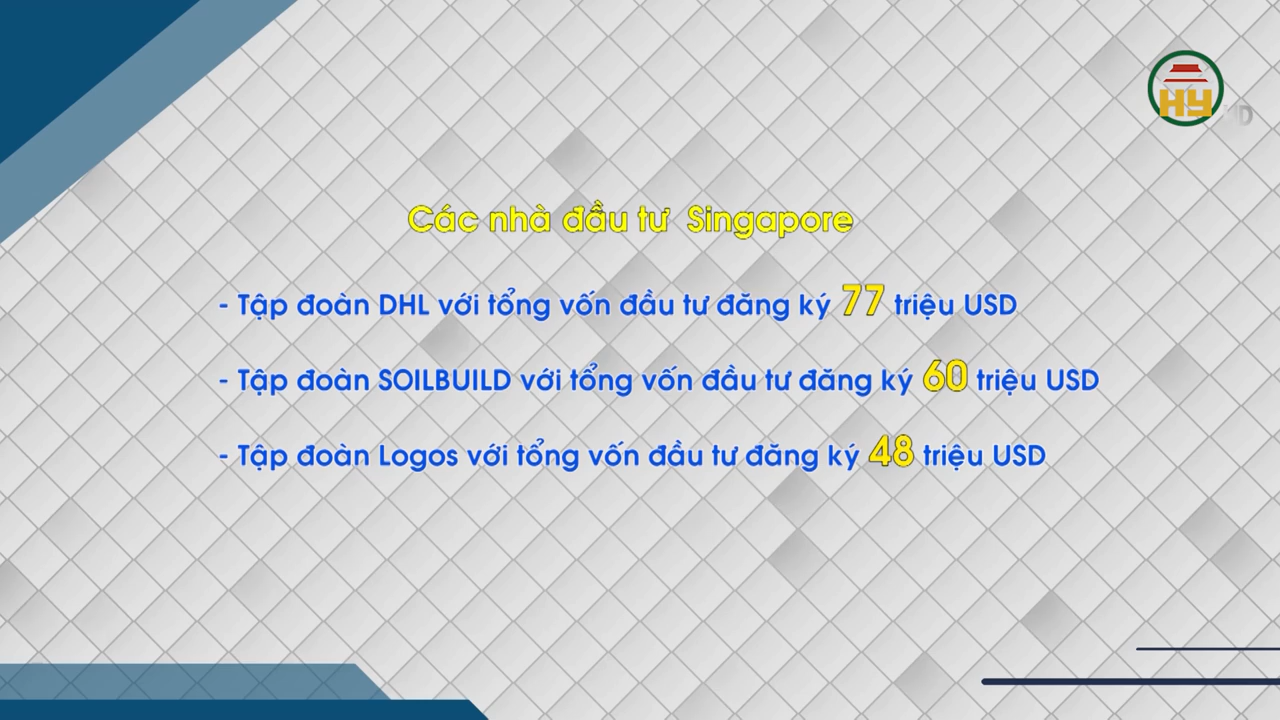 HY
HD
Các nhà đầu tư Singapore
- Tập đoàn DHL với tổng vốn đầu tư đăng ký 77 triệu USD
- Tập đoàn SOILBUILD với tổng vốn đầu tư đăng ký 60 triệu USD
- Tập đoàn Logos với tổng vốn đầu tư đăng ký 48 triệu USD